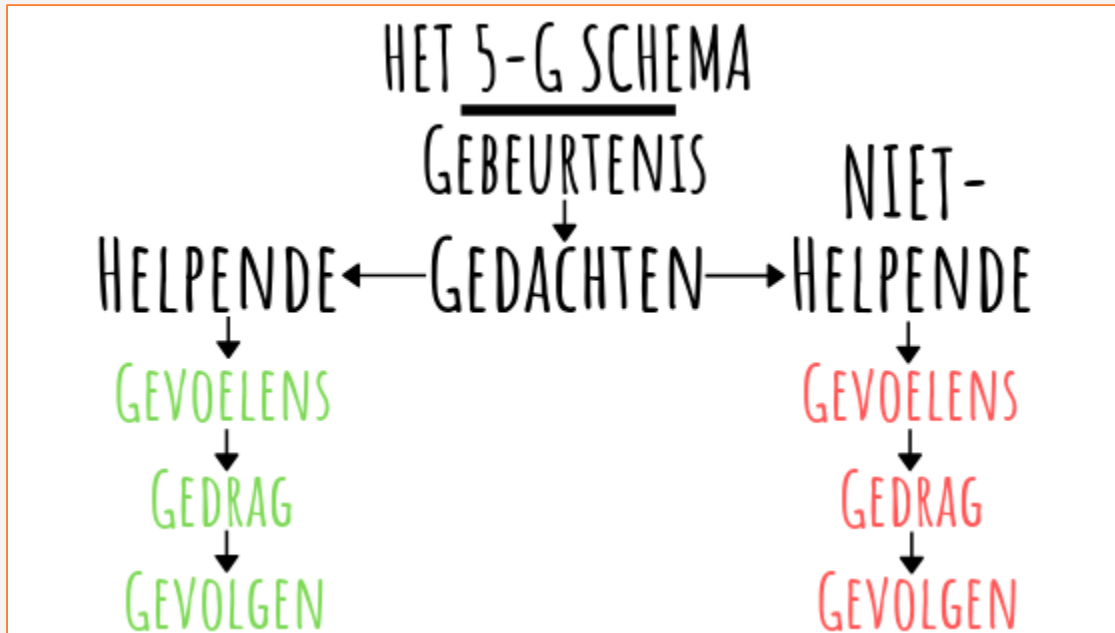 HET 5-G SCHEMA
GEBEURTENIS
NIET-
HELPENDE GEDACHTEN HELPENDE
GEVOELENS GEVOELENS
GEDRAG GEDRAG
GEVOLGEN GEVOLGEN